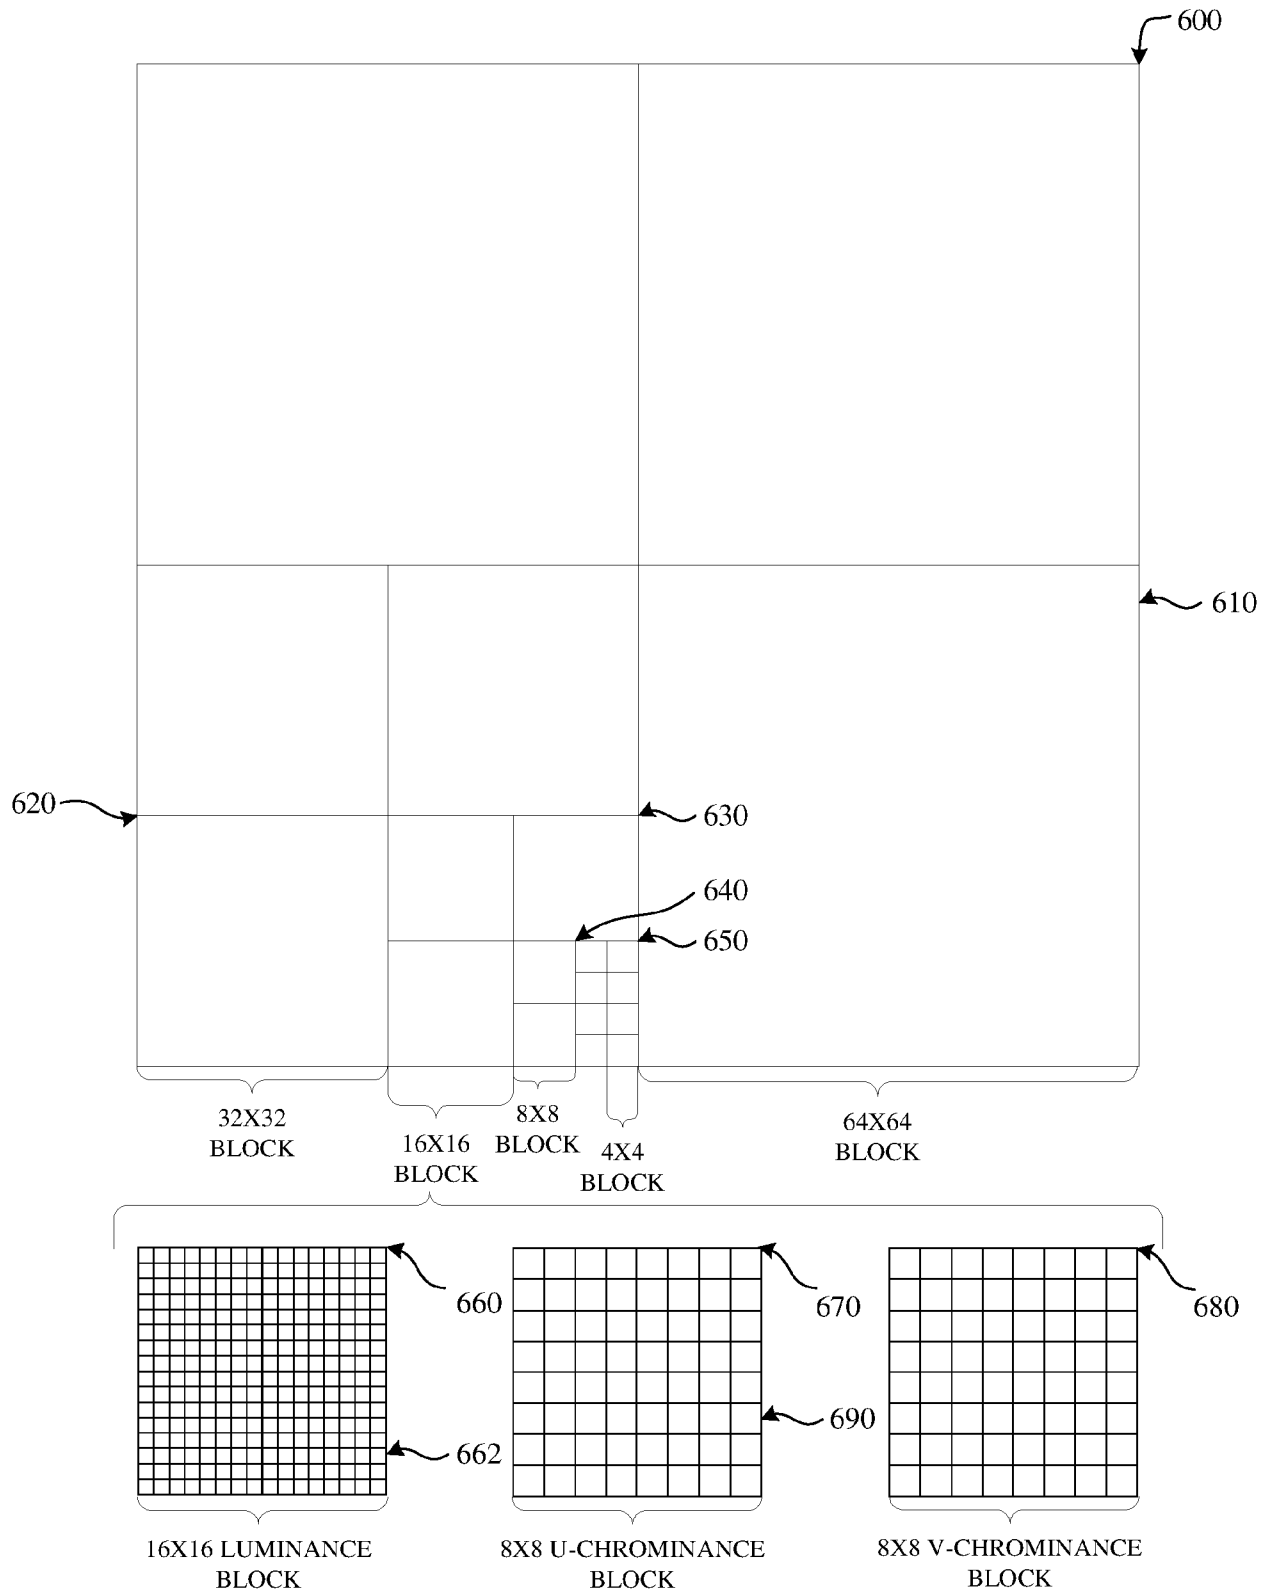 600
610
620
630
640
650
32X32
BLOCK
16X16
BLOCK
8X8
BLOCK
4X4
BLOCK
64X64
BLOCK
660
670
680
690
662
16X16 LUMINANCE
BLOCK
8X8 U-CHROMINANCE
BLOCK
8X8 V-CHROMINANCE
BLOCK